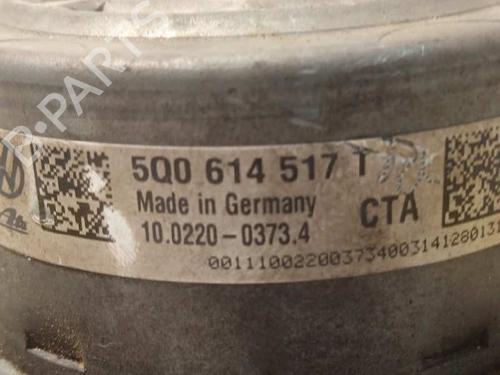 B-PARTS
5Q0 614 517 T
Made in Germany
CTA
10.0220-0373.4
00111002200373400314128013